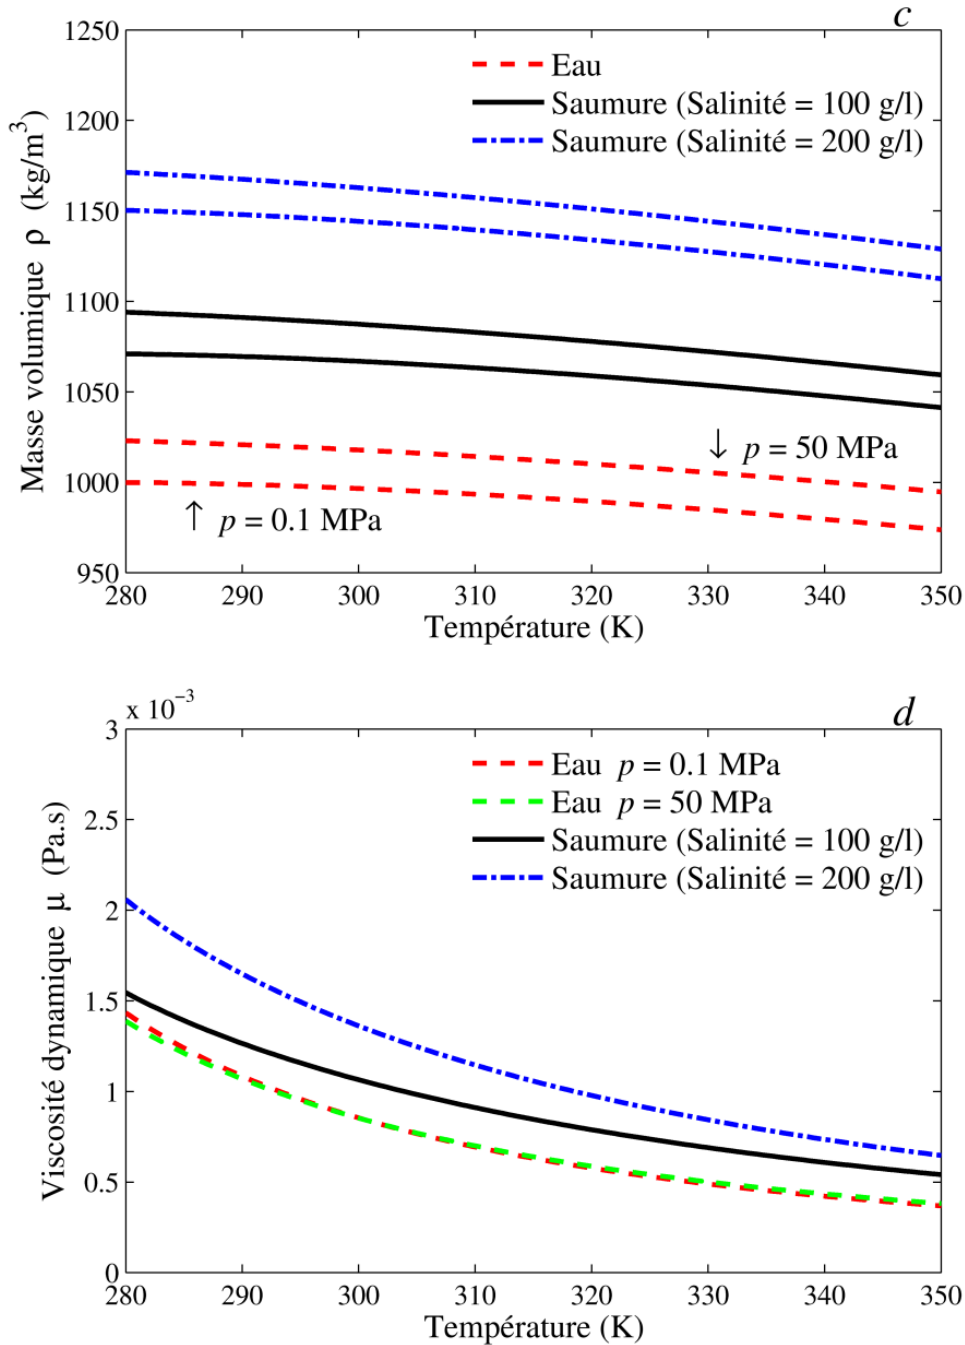 c
1250
1200
1150
1100
1050
1000
950
Masse volumique ρ (kg/m³)
Eau
Saumure (Salinité = 100 g/l)
Saumure (Salinité = 200 g/l)
↓ p = 50 MPa
↑ p = 0.1 MPa
280 290 300 310 320 330 340 350
Température (K)
x 10⁻³
d
3
2.5
2
1.5
1
0.5
0
Viscosité dynamique μ (Pa.s)
Eau p = 0.1 MPa
Eau p = 50 MPa
Saumure (Salinité = 100 g/l)
Saumure (Salinité = 200 g/l)
280 290 300 310 320 330 340 350
Température (K)